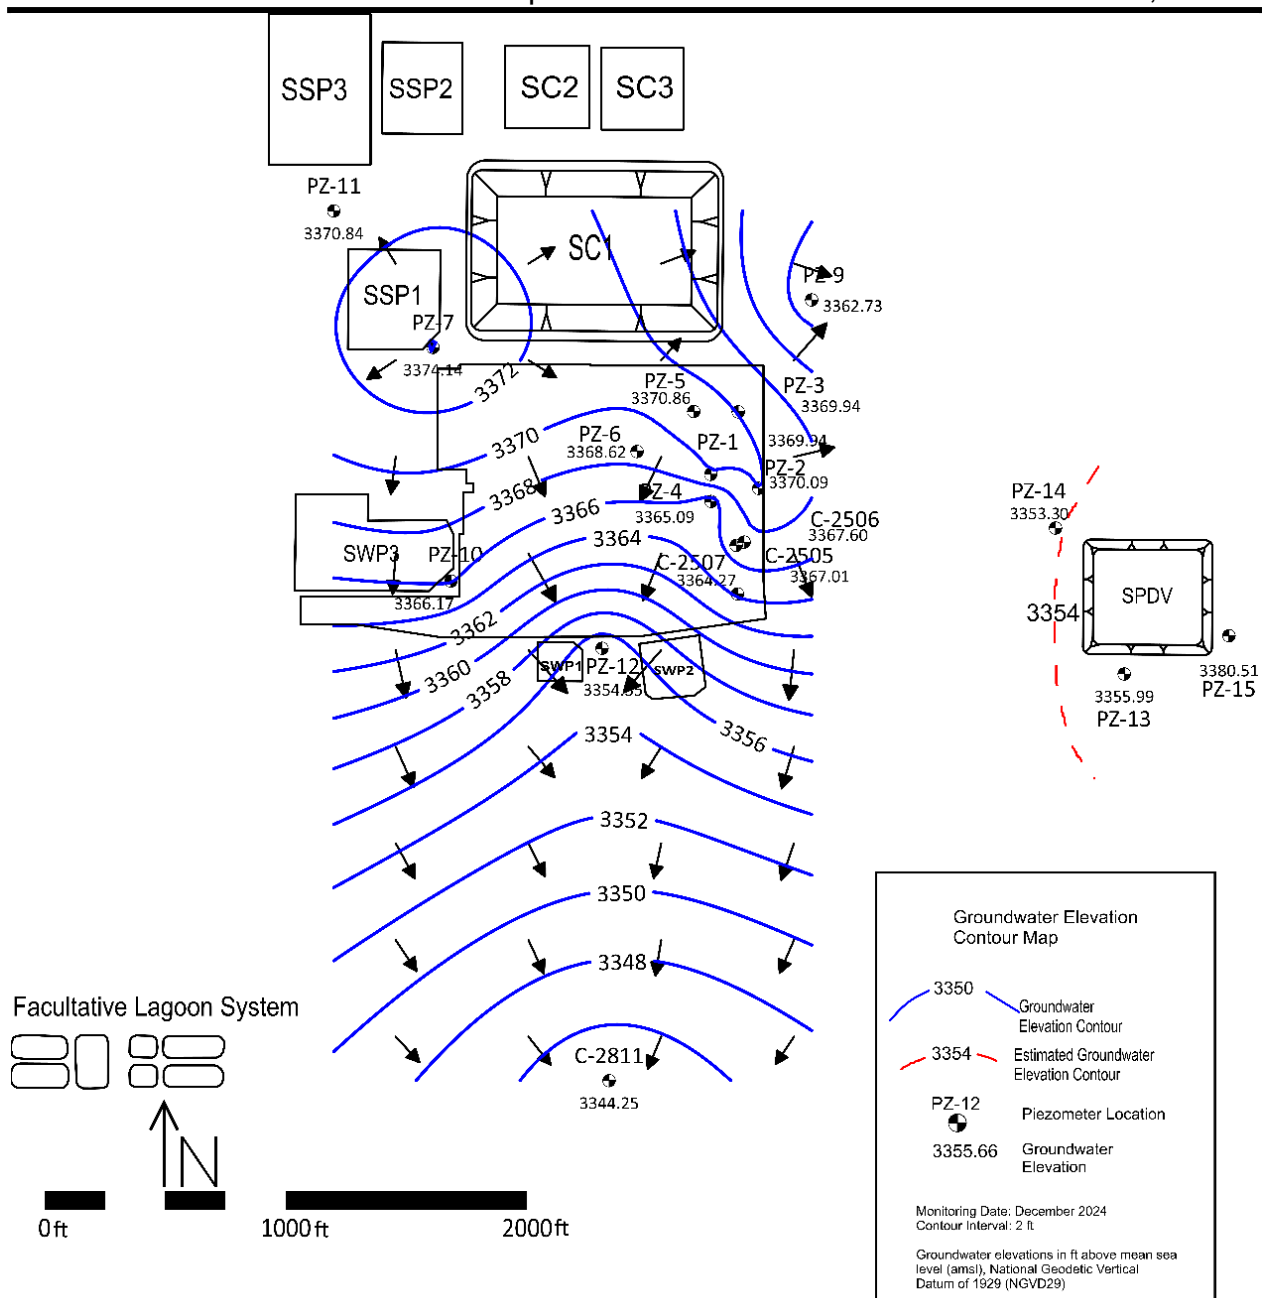 SSP3
SSP2
SC2
SC3
PZ-11
3370.84
SC1
SSP1
PZ-9
3362.73
PZ-7
3374.14
3372
PZ-5
3370.86
PZ-3
3369.94
3370
PZ-6
3368.62
PZ-1
3369.94
PZ-2
3370.09
3368
PZ-4
3365.09
3366
C-2506
3367.60
PZ-14
3353.30
3364
SWP3
PZ-10
3366.17
C-2507
3364.27
C-2505
3367.01
SPDV
3354
3362
3360
3358
SWP1
PZ-12
3354.35
SWP2
3380.51
PZ-15
3355.99
PZ-13
3354
3356
3352
3350
3348
C-2811
3344.25
Facultative Lagoon System
N
0 ft
1000 ft
2000 ft
Groundwater Elevation
Contour Map
3350
Groundwater
Elevation Contour
3354
Estimated Groundwater
Elevation Contour
PZ-12
Piezometer Location
3355.66
Groundwater
Elevation
Monitoring Date: December 2024
Contour Interval: 2 ft
Groundwater elevations in ft above mean sea
level (amsl), National Geodetic Vertical
Datum of 1929 (NGVD29)